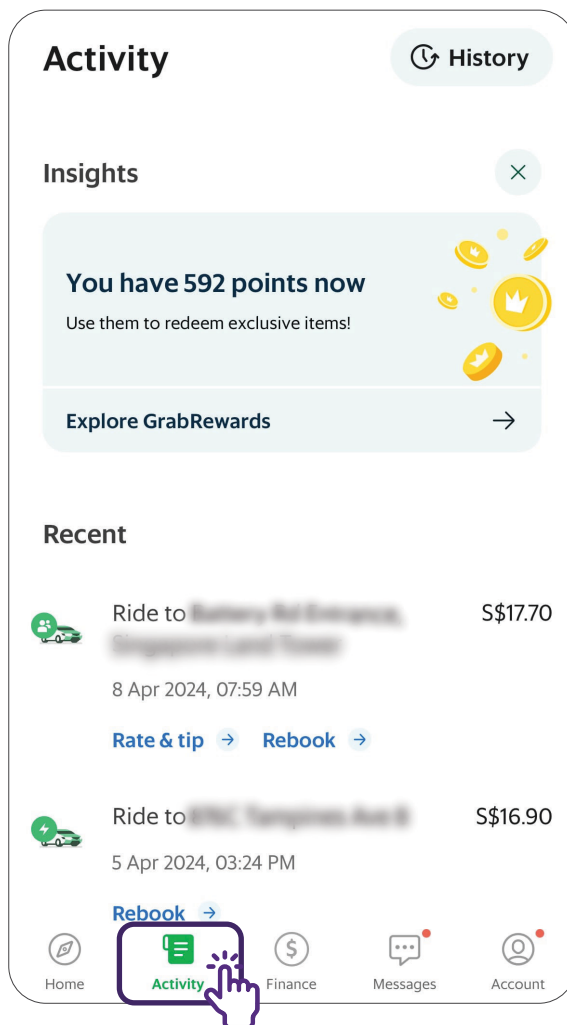 Activity
History
Insights
You have 592 points now
Use them to redeem exclusive items!
Explore GrabRewards
Recent
Ride to
S$17.70
8 Apr 2024, 07:59 AM
Rate & tip Rebook
Ride to
S$16.90
5 Apr 2024, 03:24 PM
Rebook
Home Activity Finance Messages Account